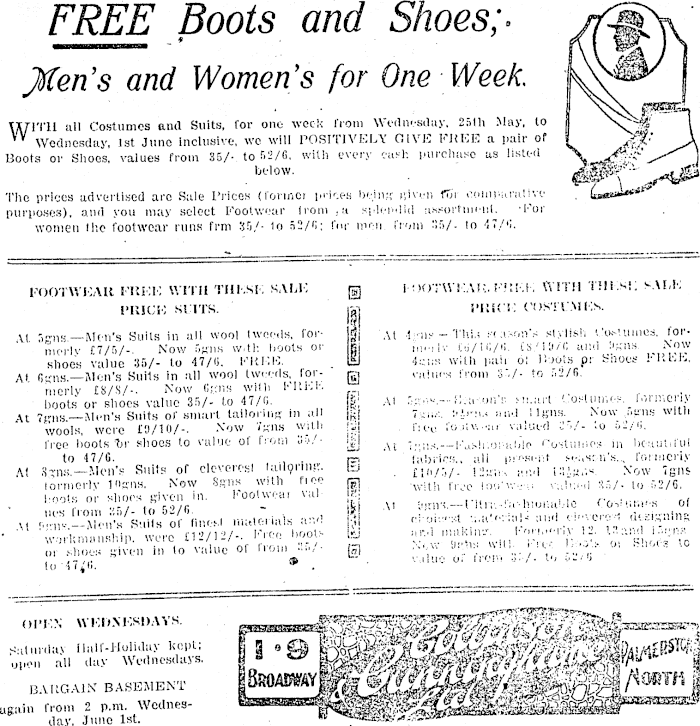 FREE Boots and Shoes;
Men's and Women's for One Week.
WITH all Costumes and Suits, for one week from Wednesday, 25th May, to
Wednesday, 1st June inclusive, we will POSITIVELY GIVE FREE a pair of
Boots or Shoes, values from 35/- to 52/6, with every cash purchase as listed
below.
The prices advertised are Sale Prices (former prices being given for comparative
purposes), and you may select Footwear from a splendid assortment. For
women the footwear runs frm 35/- to 52/6; for men from 35/- to 47/6.
FOOTWEAR FREE WITH THESE SALE
PRICE SUITS.
At 5gns.—Men's Suits in all wool tweeds, for-
merly £7/5/-. Now 5gns with boots or
shoes value 35/- to 47/6. FREE.
At 6gns.—Men's Suits in all wool tweeds, for-
merly £8/8/-. Now 6gns with FREE
boots or shoes value 35/- to 47/6.
At 7gns.—Men's Suits of smart tailoring in all
wools, were £9/10/-. Now 7gns with
free boots or shoes to value of from 35/-
to 47/6.
At 8gns.—Men's Suits of cleverest tailoring,
formerly 10gns. Now 8gns with free
boots or shoes given in. Footwear val-
ues from 35/- to 52/6.
At 9gns.—Men's Suits of finest materials and
workmanship, were £12/12/-. Free boots
or shoes given in to value of from 35/-
to 47/6.
FOOTWEAR FREE WITH THESE SALE
PRICE COSTUMES.
At 4gns—This season's stylish Costumes, for-
merly £6/16/6, £8/19/6 and 9gns. Now
4gns with pair of Boots or Shoes FREE,
values from 35/- to 52/6.
At 5gns.—Season's smart Costumes, formerly
7gns, and 11gns. Now 5gns with
free footwear valued 35/- to 52/6.
At 7gns.—Fashionable Costumes in beautiful
fabrics, all present season's, formerly
£10/5/- 12gns and 13½gns. Now 7gns
with free footwear valued 35/- to 52/6.
At 9gns.—Ultra-fashionable Costumes of
choicest materials and cleverest designing
and making. Formerly 12, 13 and 15gns.
Now 9gns with Free Boots or Shoes to
value of from 35/- to 52/6
OPEN WEDNESDAYS.
Saturday Half-Holiday kept;
open all day Wednesdays.
BARGAIN BASEMENT
again from 2 p.m. Wednes-
day, June 1st.
1·9
BROADWAY
Collinson
& Cunninghame
Ltd
PALMERSTON
NORTH